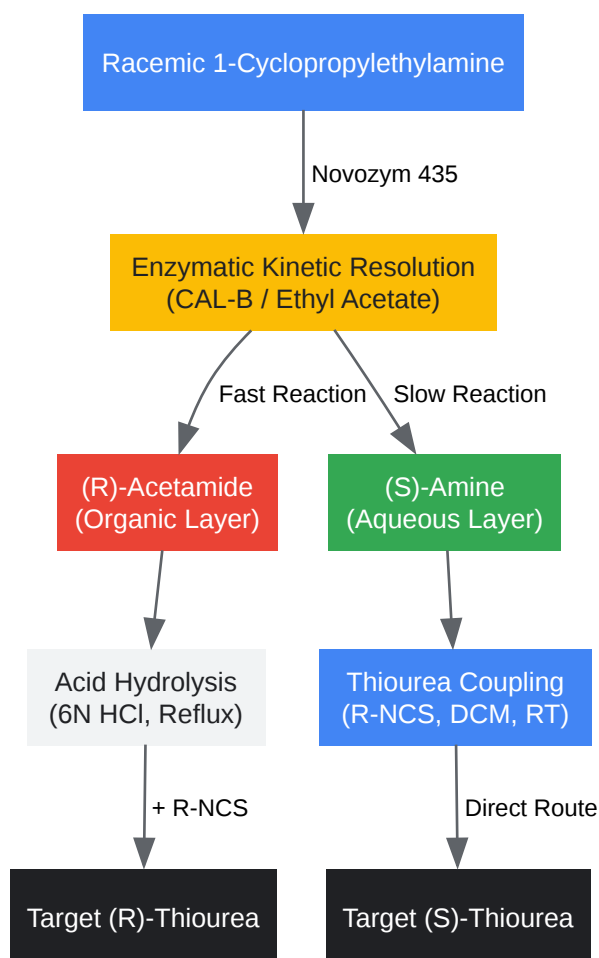 Racemic 1-Cyclopropylethylamine
Novozym 435
Enzymatic Kinetic Resolution
(CAL-B / Ethyl Acetate)
Fast Reaction
Slow Reaction
(R)-Acetamide
(Organic Layer)
(S)-Amine
(Aqueous Layer)
Acid Hydrolysis
(6N HCl, Reflux)
Thiourea Coupling
(R-NCS, DCM, RT)
+ R-NCS
Direct Route
Target (R)-Thiourea
Target (S)-Thiourea